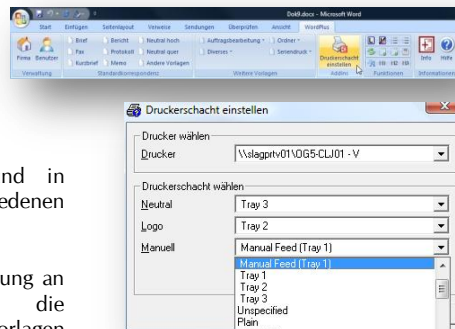 Dok9.docx - Microsoft Word
Start Einfügen Seitenlayout Verweise Sendungen Überprüfen Ansicht WordPlus
Brief Bericht Neutral hoch Auftragsbearbeitung Ordner
Fax Protokoll Neutral quer Diverses Seriendruck
Firma Benutzer Kurzbrief Memo Andere Vorlagen Druckerschacht einstellen Info Hilfe
Verwaltung Standardkorrespondenz Weitere Vorlagen Addins Funktionen Informationen
Druckerschacht einstellen
Drucker wählen
Drucker \\slagprtv01\OG5-CLJ01 - V
Druckerschacht wählen
Neutral Tray 3
Logo Tray 2
Manuell Manual Feed (Tray 1)
Manual Feed (Tray 1)
Tray 1
Tray 2
Tray 3
Unspecified
Plain
nd in
edenen
ung an
die
orlagen